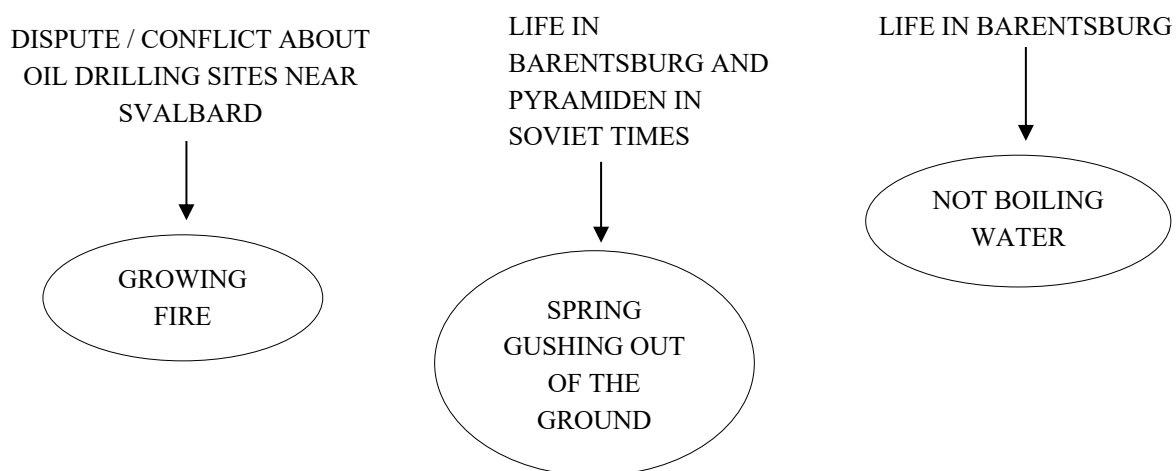 DISPUTE / CONFLICT ABOUT
OIL DRILLING SITES NEAR
SVALBARD
GROWING
FIRE
LIFE IN
BARENTSBURG AND
PYRAMIDEN IN
SOVIET TIMES
SPRING
GUSHING OUT
OF THE
GROUND
LIFE IN BARENTSBURG
NOT BOILING
WATER